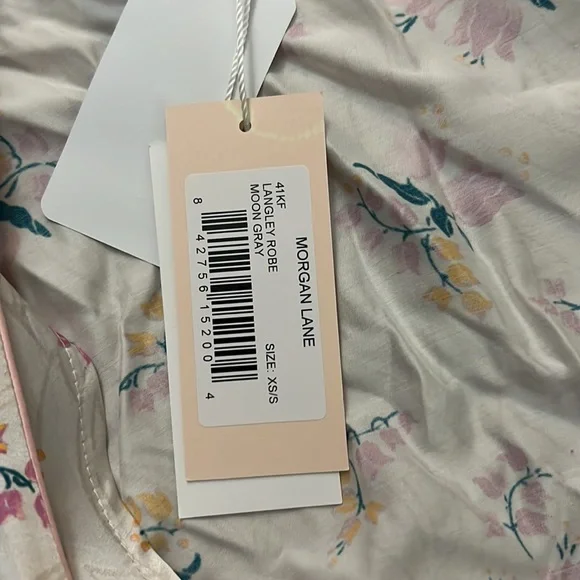 MORGAN LANE
41KF
LANGLEY ROBE
MOON GRAY
SIZE: XS/S
8 42756 15200 4